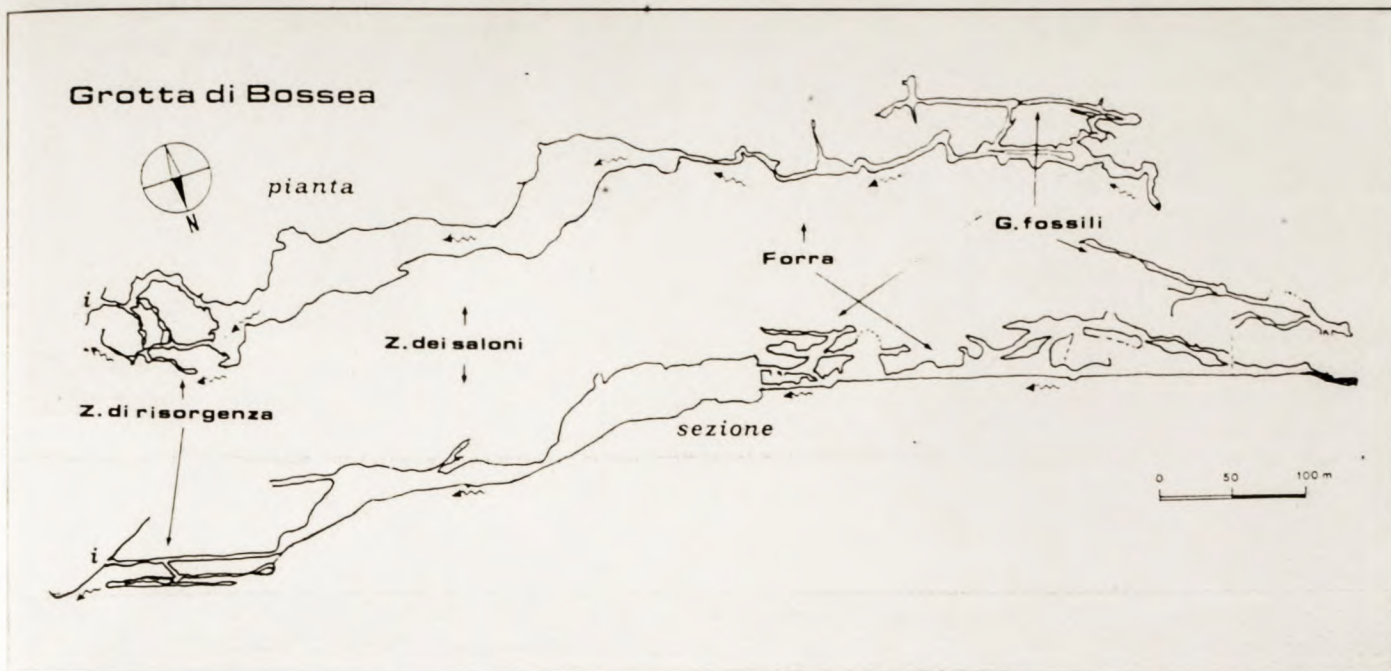 Grotta di Bossea
pianta
N
G. fossili
Forra
i
Z. dei saloni
Z. di risorgenza
sezione
0 50 100 m
i